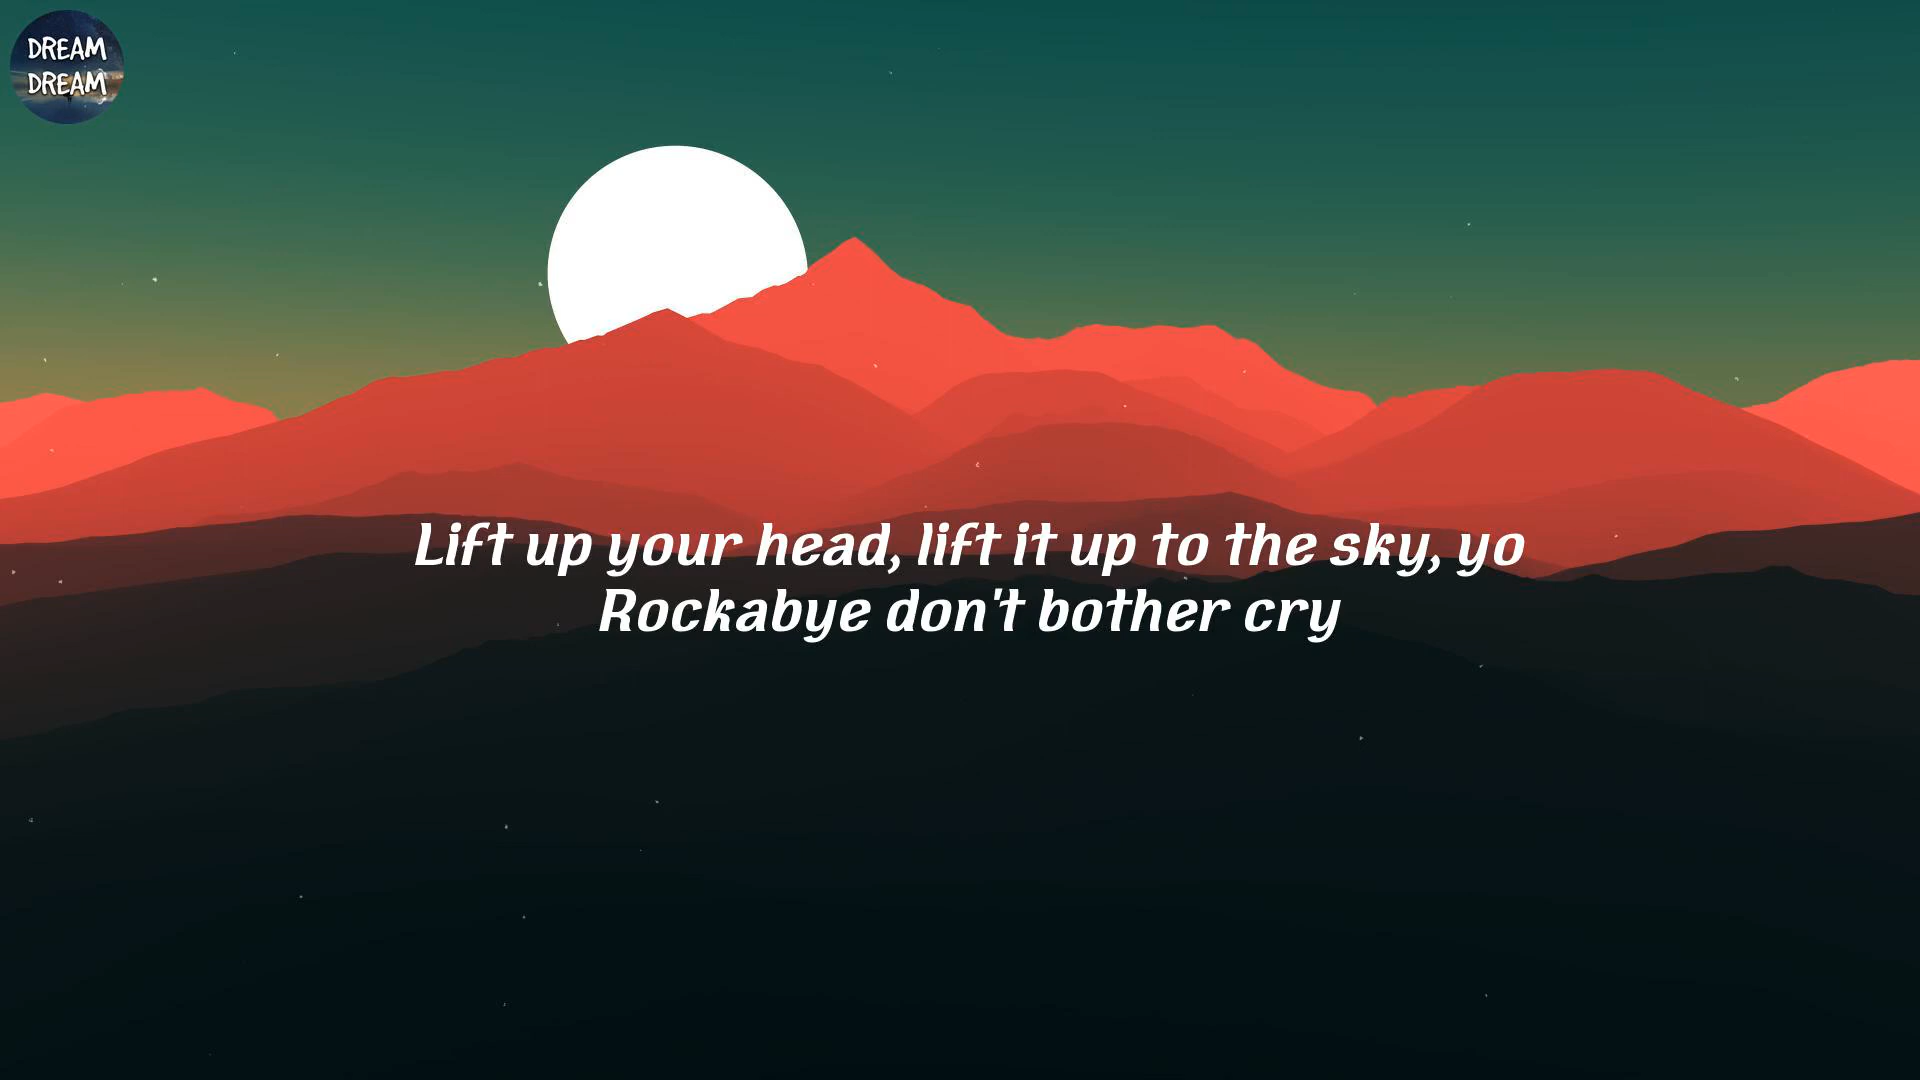 DREAM
DREAM
Lift up your head, lift it up to the sky, yo
Rockabye don't bother cry